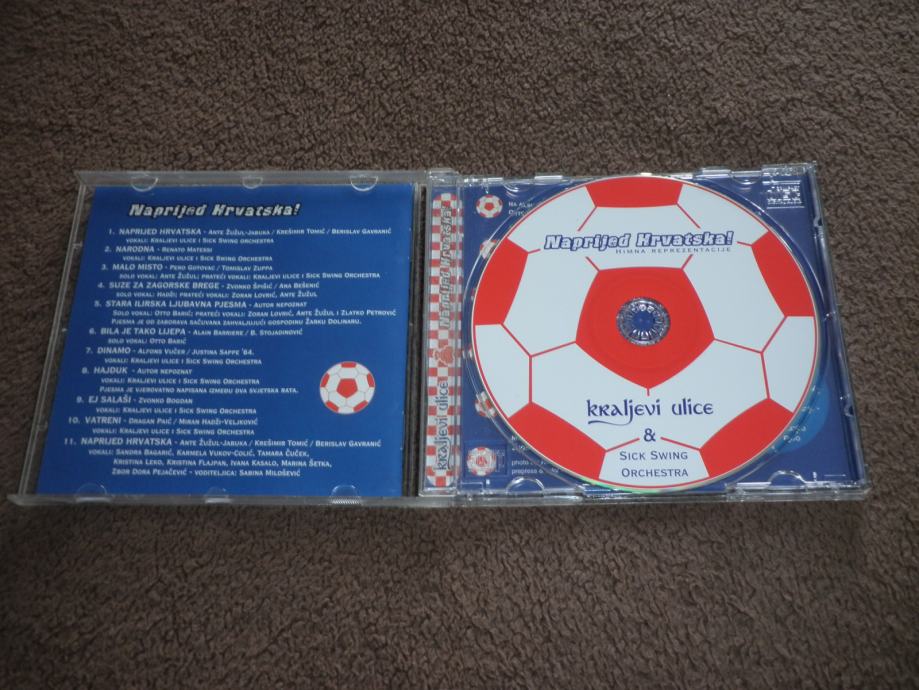 Naprijed Hrvatska!
1. NAPRIJED HRVATSKA - ANTE ŽUŽUL-JABUKA / KREŠIMIR TOMIĆ / BERISLAV GAVRANIĆ
VOKALI: KRALJEVI ULICE I SICK SWING ORCHESTRA
2. NARODNA - RENATO MATESSI
VOKALI: KRALJEVI ULICE I SICK SWING ORCHESTRA
3. MALO MISTO - PERO GOTOVAC / TOMISLAV ZUPPA
SOLO VOKAL: ANTE ŽUŽUL; PRATEĆI VOKALI: KRALJEVI ULICE I SICK SWING ORCHESTRA
4. SUZE ZA ZAGORSKE BREGE - ZVONKO ŠPIŠIĆ / ANA BEŠENIĆ
SOLO VOKAL: HADŽI; PRATEĆI VOKALI: ZORAN LOVRIĆ, ANTE ŽUŽUL
5. STARA ILIRSKA LJUBAVNA PJESMA - AUTOR NEPOZNAT
SOLO VOKAL: OTTO BARIĆ; PRATEĆI VOKALI: ZORAN LOVRIĆ, ANTE ŽUŽUL I ZLATKO PETROVIĆ
PJESMA JE OD ZABORAVA SAČUVANA ZAHVALJUJUĆI GOSPODINU ŽARKU DOLINARU.
6. BILA JE TAKO LIJEPA - ALAIN BARRIERE / B. STOJADINOVIĆ
SOLO VOKAL: OTTO BARIĆ
7. DINAMO - ALFONS VUČER / JUSTINA SAPPE '84.
VOKALI: KRALJEVI ULICE I SICK SWING ORCHESTRA
8. HAJDUK - AUTOR NEPOZNAT
VOKALI: KRALJEVI ULICE I SICK SWING ORCHESTRA
PJESMA JE VJEROVATNO NAPISANA IZMEĐU DVA SVJETSKA RATA.
9. EJ SALAŠI - ZVONKO BOGDAN
VOKALI: KRALJEVI ULICE I SICK SWING ORCHESTRA
10. VATRENI - DRAGAN PAIĆ / MIRAN HADŽI-VELJKOVIĆ
VOKALI: KRALJEVI ULICE I SICK SWING ORCHESTRA
11. NAPRIJED HRVATSKA - ANTE ŽUŽUL-JABUKA / KREŠIMIR TOMIĆ / BERISLAV GAVRANIĆ
VOKALI: SANDRA BAGARIĆ, KARMELA VUKOV-COLIĆ, TAMARA ČUČEK,
KRISTINA LEKO, KRISTINA FLAJPAN, IVANA KASALO, MARINA ŠETKA,
ZBOR DORA PEJAČEVIĆ - VODITELJICA: SABINA MILOŠEVIĆ
kraljevi ulice
Naprijed Hrvatska!
Naprijed Hrvatska!
HIMNA REPREZENTACIJE
kraljevi ulice
&
SICK SWING
ORCHESTRA
photo
prepress